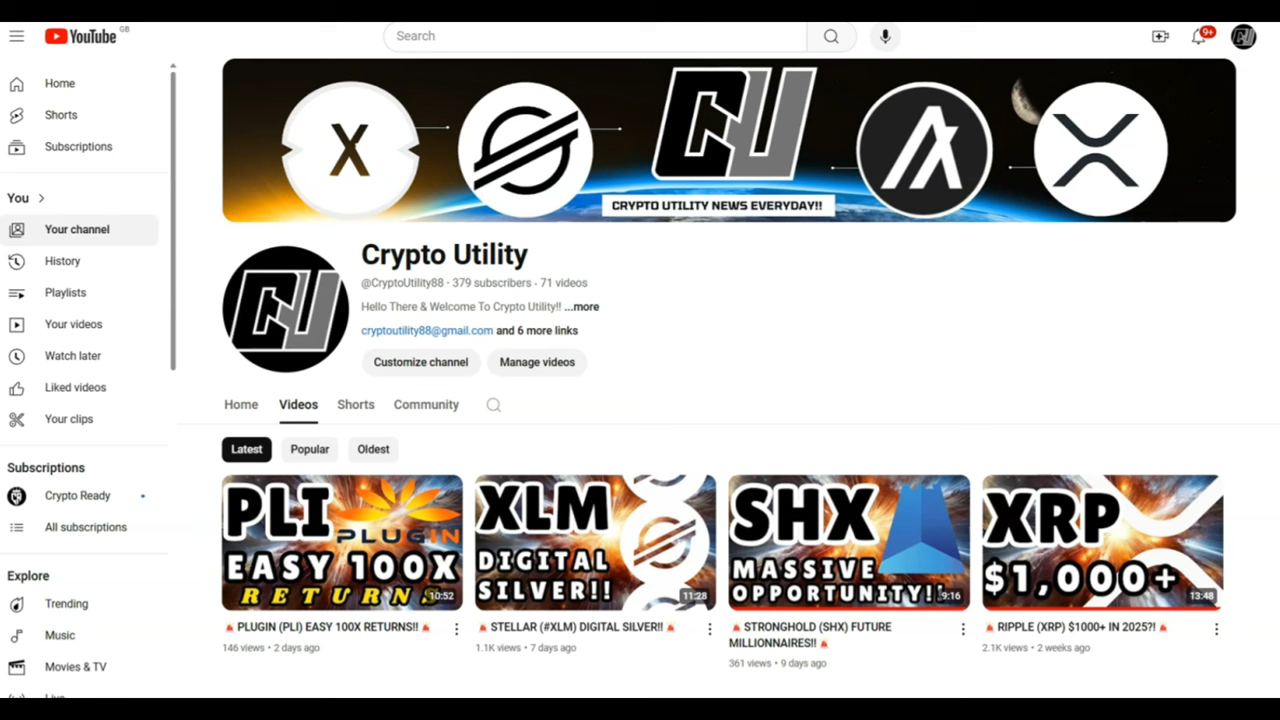 YouTube GB
Search
9+
Home
Shorts
Subscriptions
You
Your channel
History
Playlists
Your videos
Watch later
Liked videos
Your clips
Subscriptions
Crypto Ready
All subscriptions
Explore
Trending
Music
Movies & TV
Live
X
CU
CRYPTO UTILITY NEWS EVERYDAY!!
CU
Crypto Utility
@CryptoUtility88 · 379 subscribers · 71 videos
Hello There & Welcome To Crypto Utility!! ...more
cryptoutility88@gmail.com and 6 more links
Customize channel Manage videos
Home Videos Shorts Community
Latest Popular Oldest
PLI
PLUGIN
EASY 100X
RETURNS
10:52
🚨 PLUGIN (PLI) EASY 100X RETURNS!! 🚨
146 views • 2 days ago
XLM
DIGITAL
SILVER!!
11:28
🚨 STELLAR (#XLM) DIGITAL SILVER!! 🚨
1.1K views • 7 days ago
SHX
MASSIVE
OPPORTUNITY!
9:16
🚨 STRONGHOLD (SHX) FUTURE
MILLIONNAIRES!! 🚨
361 views • 9 days ago
XRP
$1,000+
13:48
🚨 RIPPLE (XRP) $1000+ IN 2025?! 🚨
2.1K views • 2 weeks ago